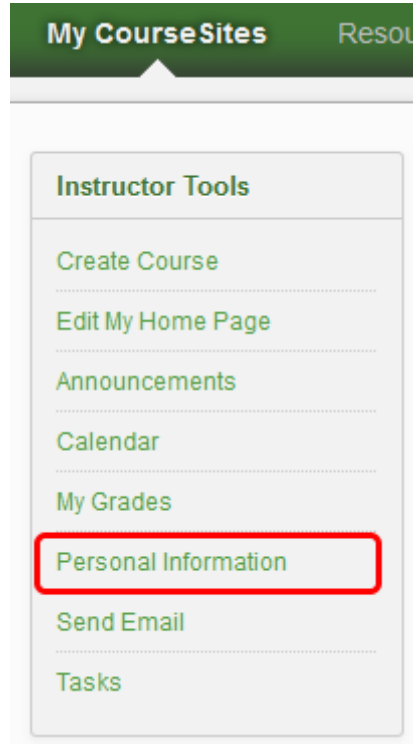 My CourseSites Resou
Instructor Tools
Create Course
Edit My Home Page
Announcements
Calendar
My Grades
Personal Information
Send Email
Tasks